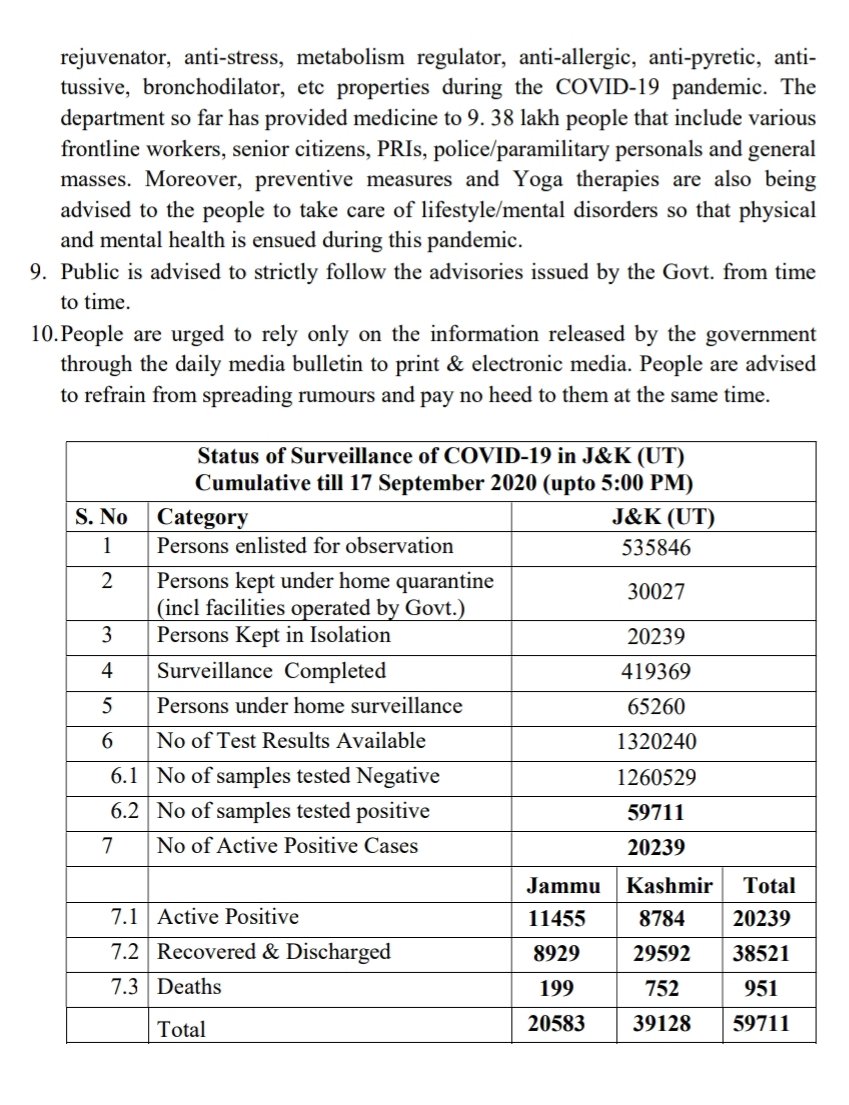 rejuvenator, anti-stress, metabolism regulator, anti-allergic, anti-pyretic, anti-
tussive, bronchodilator, etc properties during the COVID-19 pandemic. The
department so far has provided medicine to 9. 38 lakh people that include various
frontline workers, senior citizens, PRIs, police/paramilitary personals and general
masses. Moreover, preventive measures and Yoga therapies are also being
advised to the people to take care of lifestyle/mental disorders so that physical
and mental health is ensued during this pandemic.
9. Public is advised to strictly follow the advisories issued by the Govt. from time
to time.
10.People are urged to rely only on the information released by the government
through the daily media bulletin to print & electronic media. People are advised
to refrain from spreading rumours and pay no heed to them at the same time.
Status of Surveillance of COVID-19 in J&K (UT)
Cumulative till 17 September 2020 (upto 5:00 PM)
S. No Category J&K (UT)
1 Persons enlisted for observation 535846
2 Persons kept under home quarantine
(incl facilities operated by Govt.) 30027
3 Persons Kept in Isolation 20239
4 Surveillance Completed 419369
5 Persons under home surveillance 65260
6 No of Test Results Available 1320240
6.1 No of samples tested Negative 1260529
6.2 No of samples tested positive 59711
7 No of Active Positive Cases 20239
Jammu Kashmir Total
7.1 Active Positive 11455 8784 20239
7.2 Recovered & Discharged 8929 29592 38521
7.3 Deaths 199 752 951
Total 20583 39128 59711